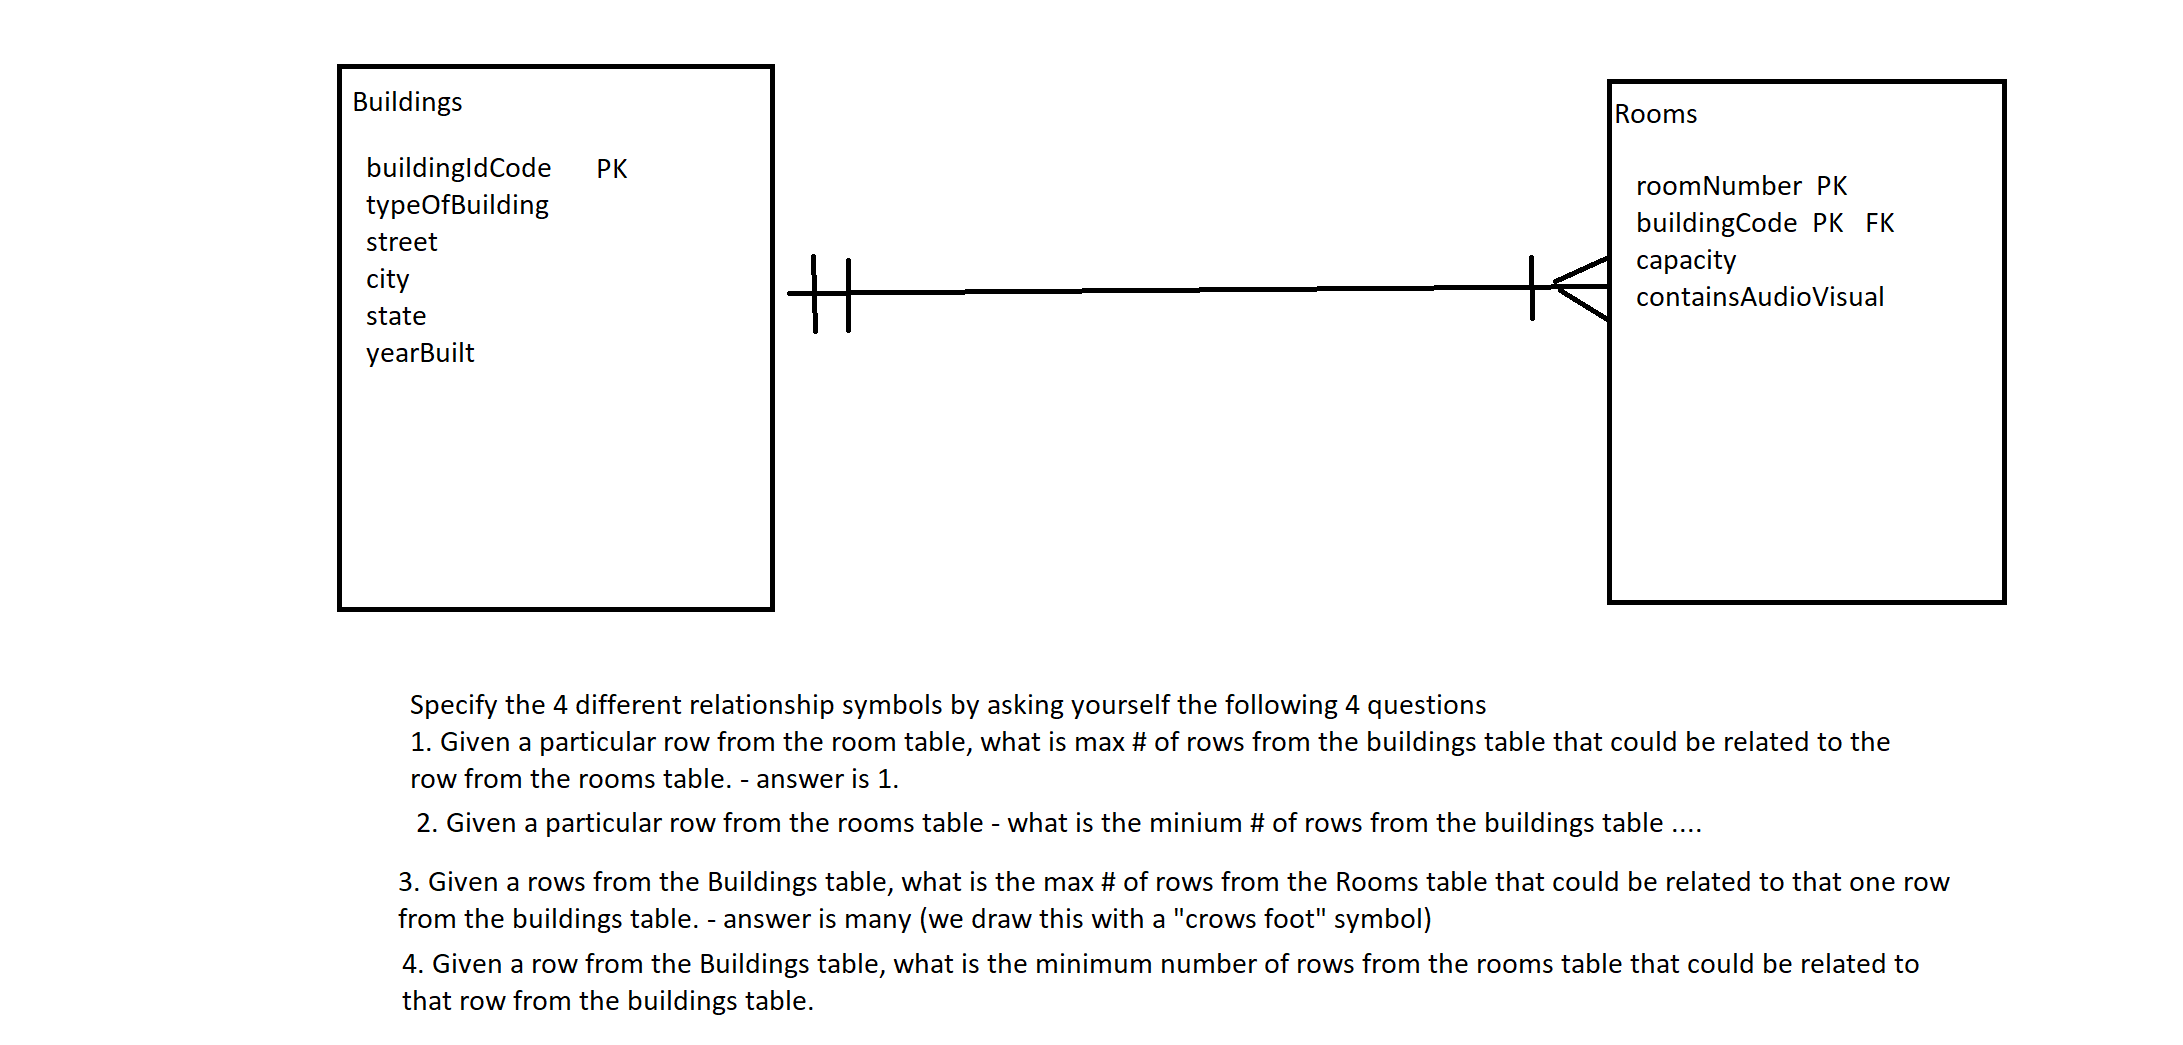 Buildings
buildingIdCode PK
typeOfBuilding
street
city
state
yearBuilt
Rooms
roomNumber PK
buildingCode PK FK
capacity
containsAudioVisual
Specify the 4 different relationship symbols by asking yourself the following 4 questions
1. Given a particular row from the room table, what is max # of rows from the buildings table that could be related to the
row from the rooms table. - answer is 1.
2. Given a particular row from the rooms table - what is the minium # of rows from the buildings table ....
3. Given a rows from the Buildings table, what is the max # of rows from the Rooms table that could be related to that one row
from the buildings table. - answer is many (we draw this with a "crows foot" symbol)
4. Given a row from the Buildings table, what is the minimum number of rows from the rooms table that could be related to
that row from the buildings table.